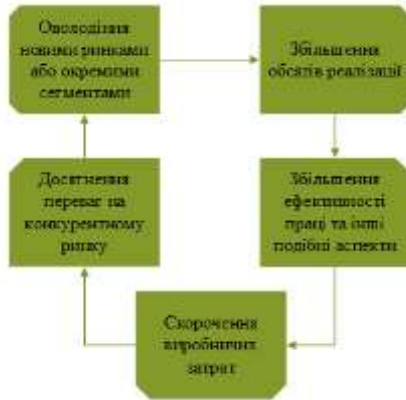 Оволодіння
новими ринками
або окремими
сегментами
Збільшення
обсягів реалізації
Збільшення
ефективності
праці та інші
подібні аспекти
Скорочення
виробничих
затрат
Досягнення
переваг на
конкурентному
ринку